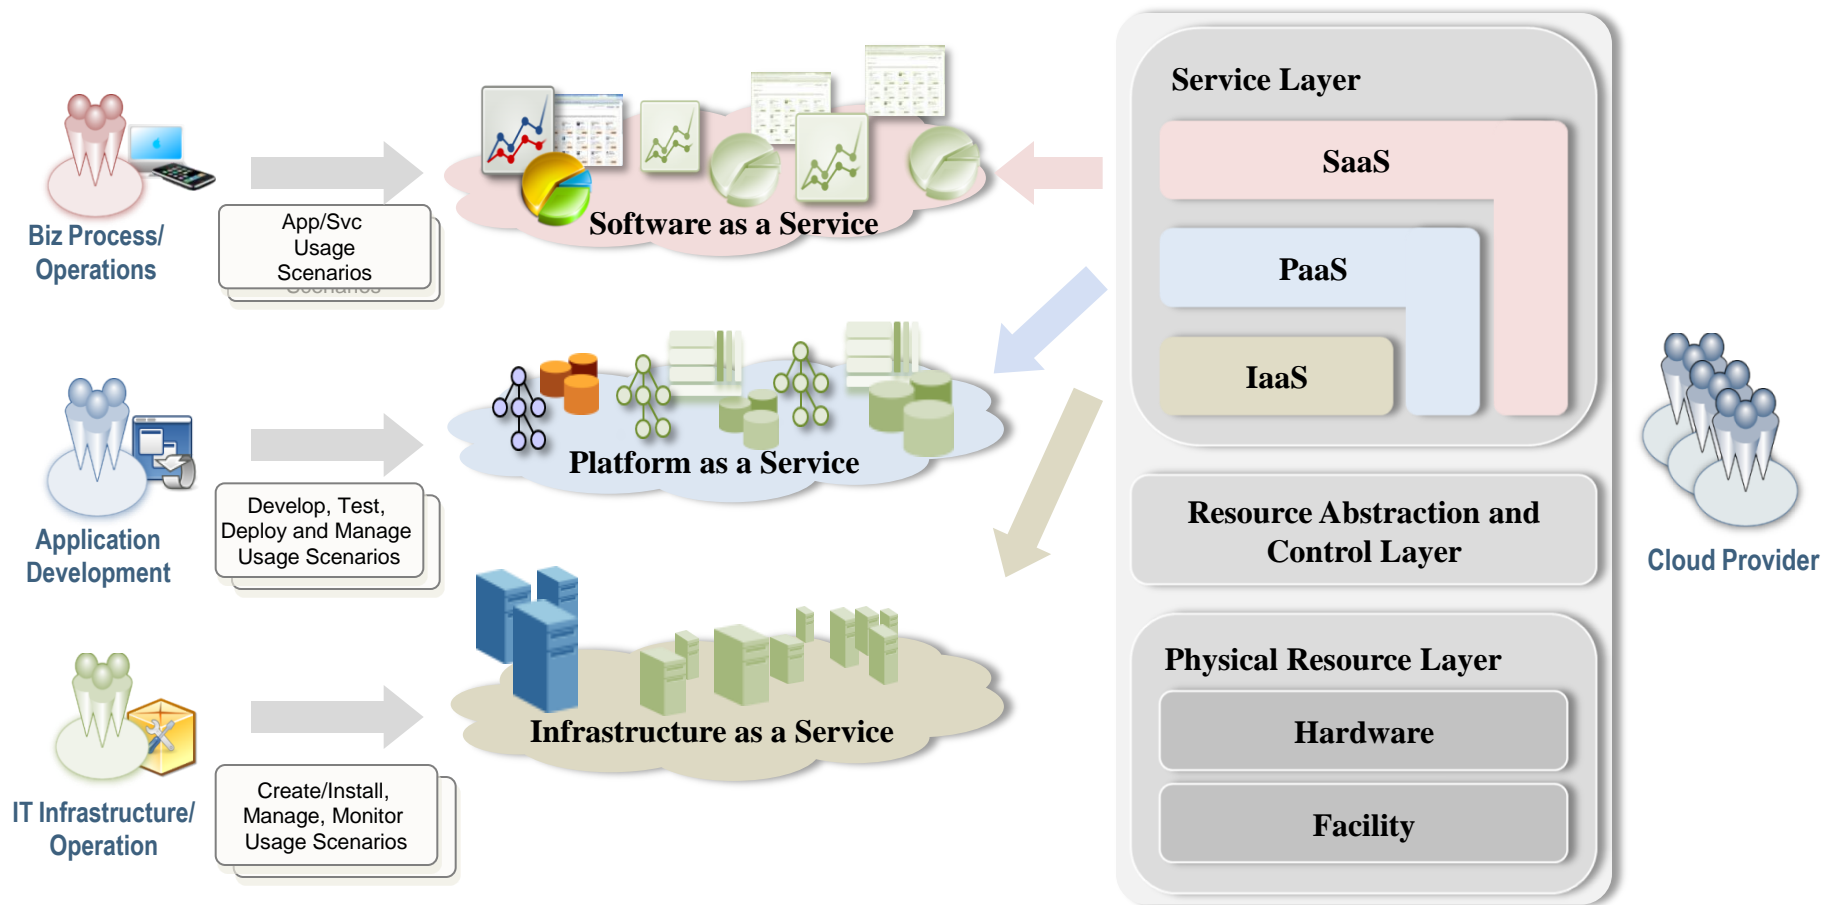 Biz Process/
Operations
App/Svc
Usage
Scenarios
Scenarios
Software as a Service
Application
Development
Develop, Test,
Deploy and Manage
Usage Scenarios
Platform as a Service
IT Infrastructure/
Operation
Create/Install,
Manage, Monitor
Usage Scenarios
Infrastructure as a Service
Service Layer
SaaS
PaaS
IaaS
Resource Abstraction and
Control Layer
Physical Resource Layer
Hardware
Facility
Cloud Provider